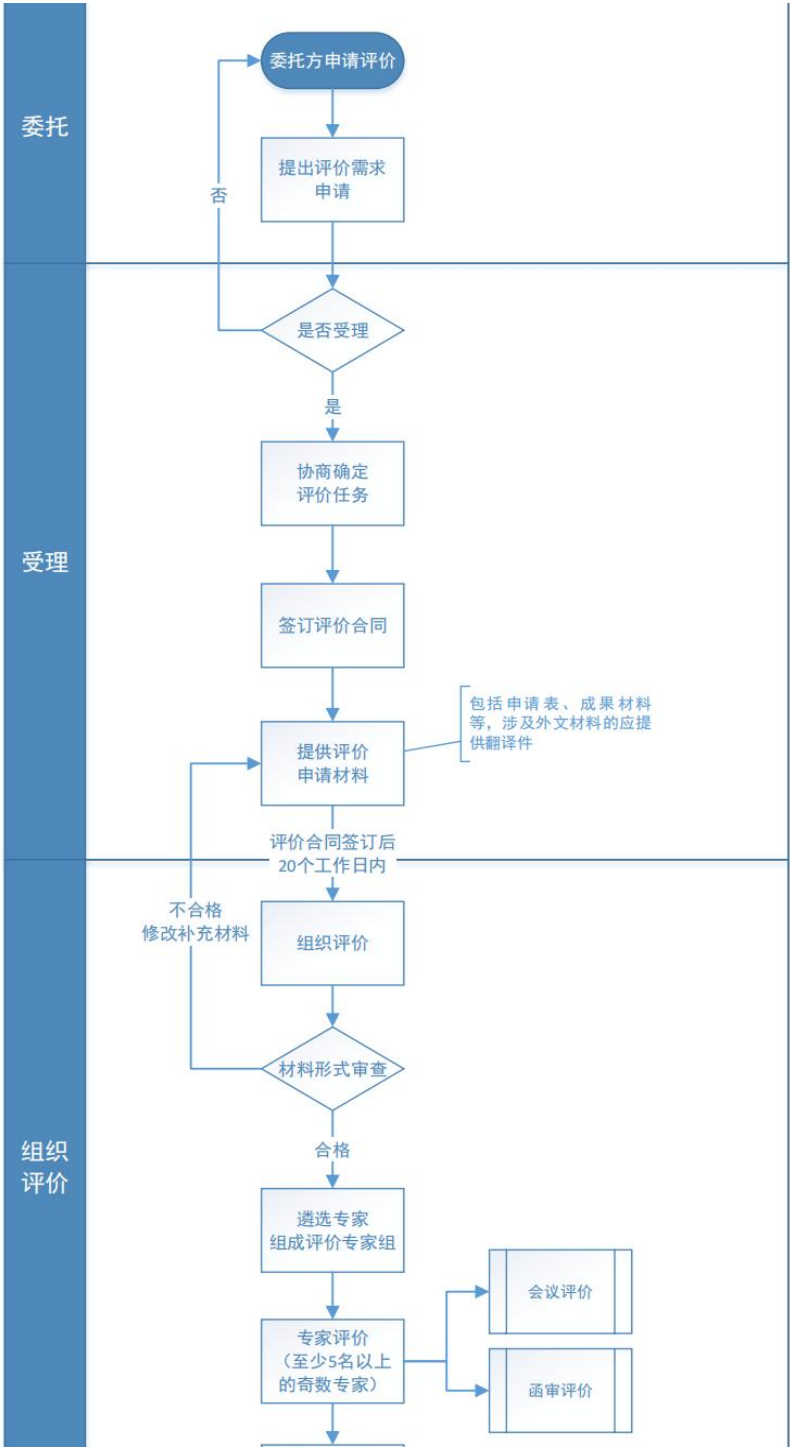 委托
委托方申请评价
提出评价需求
申请
否
受理
是否受理
是
协商确定
评价任务
签订评价合同
提供评价
申请材料
包括申请表、成果材料
等，涉及外文材料的应提
供翻译件
评价合同签订后
20个工作日内
不合格
修改补充材料
组织
评价
组织评价
材料形式审查
合格
遴选专家
组成评价专家组
专家评价
（至少5名以上
的奇数专家）
会议评价
函审评价